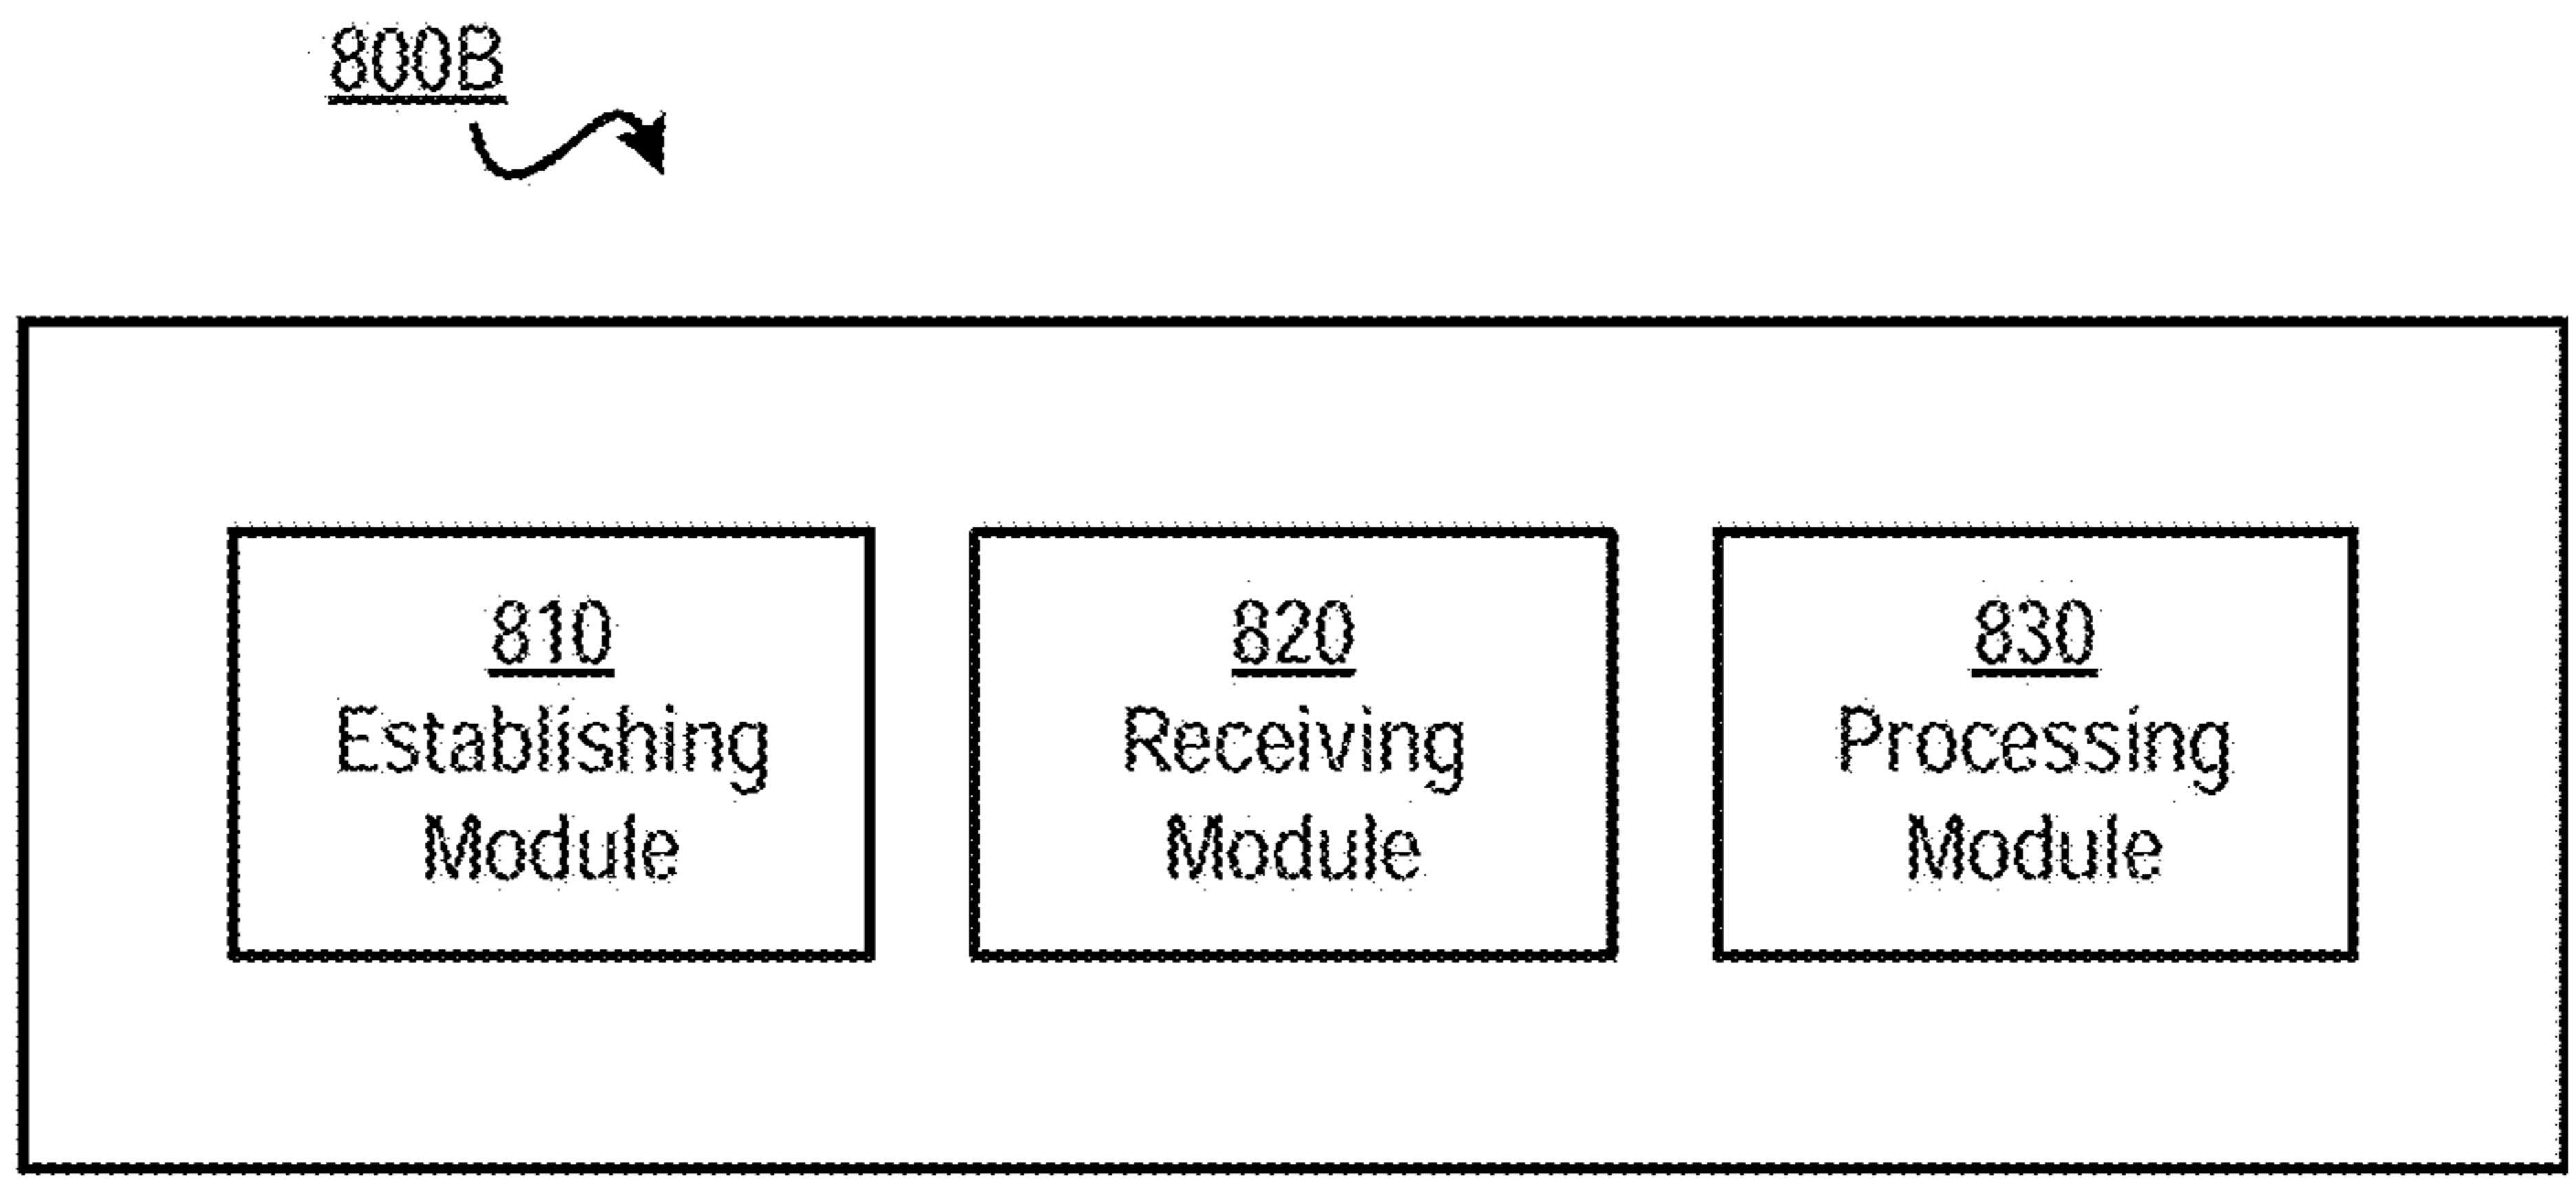 800B
810
Establishing
Module
820
Receiving
Module
830
Processing
Module